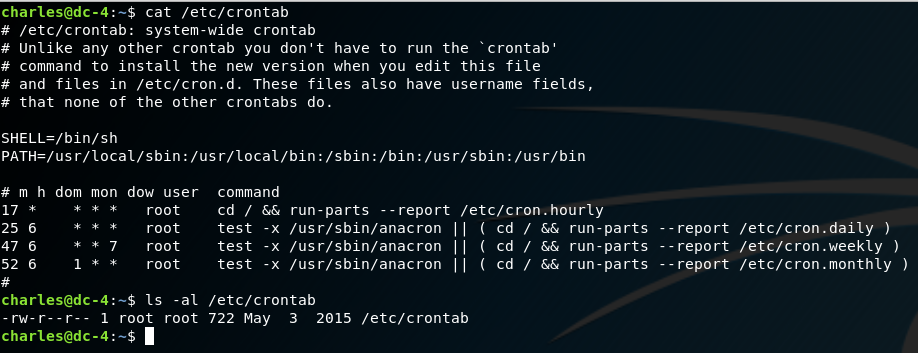 charles@dc-4:~$ cat /etc/crontab
# /etc/crontab: system-wide crontab
# Unlike any other crontab you don't have to run the `crontab'
# command to install the new version when you edit this file
# and files in /etc/cron.d. These files also have username fields,
# that none of the other crontabs do.

SHELL=/bin/sh
PATH=/usr/local/sbin:/usr/local/bin:/sbin:/bin:/usr/sbin:/usr/bin

# m h dom mon dow user  command
17 *    * * *   root    cd / && run-parts --report /etc/cron.hourly
25 6    * * *   root    test -x /usr/sbin/anacron || ( cd / && run-parts --report /etc/cron.daily )
47 6    * * 7   root    test -x /usr/sbin/anacron || ( cd / && run-parts --report /etc/cron.weekly )
52 6    1 * *   root    test -x /usr/sbin/anacron || ( cd / && run-parts --report /etc/cron.monthly )
#
charles@dc-4:~$ ls -al /etc/crontab
-rw-r--r-- 1 root root 722 May  3  2015 /etc/crontab
charles@dc-4:~$